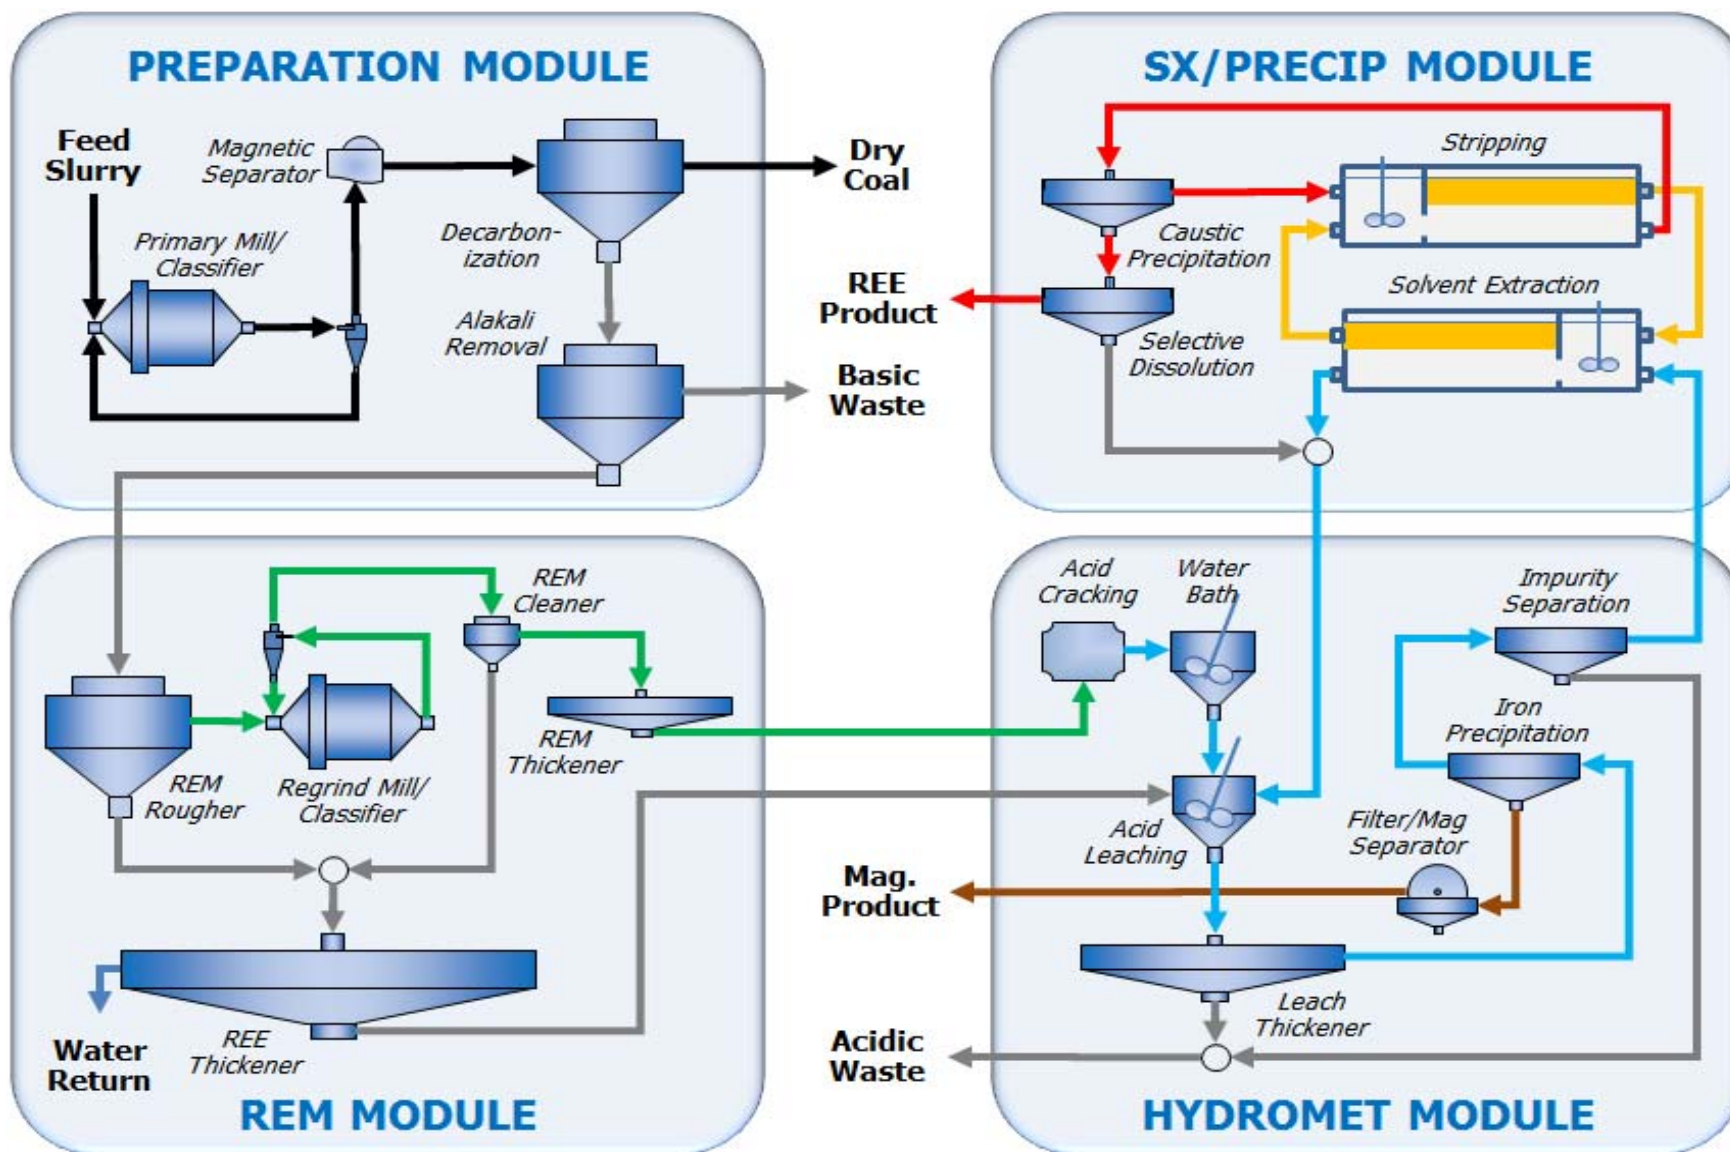 PREPARATION MODULE
Feed
Slurry
Magnetic
Separator
Primary Mill/
Classifier
Decarbon-
ization
Alakali
Removal
Dry
Coal
REE
Product
Basic
Waste
SX/PRECIP MODULE
Stripping
Caustic
Precipitation
Solvent Extraction
Selective
Dissolution
REM
Cleaner
REM
Thickener
REM
Rougher
Regrind Mill/
Classifier
REE
Thickener
Water
Return
REM MODULE
Acid
Cracking
Water
Bath
Impurity
Separation
Iron
Precipitation
Filter/Mag
Separator
Acid
Leaching
Mag.
Product
Leach
Thickener
Acidic
Waste
HYDROMET MODULE